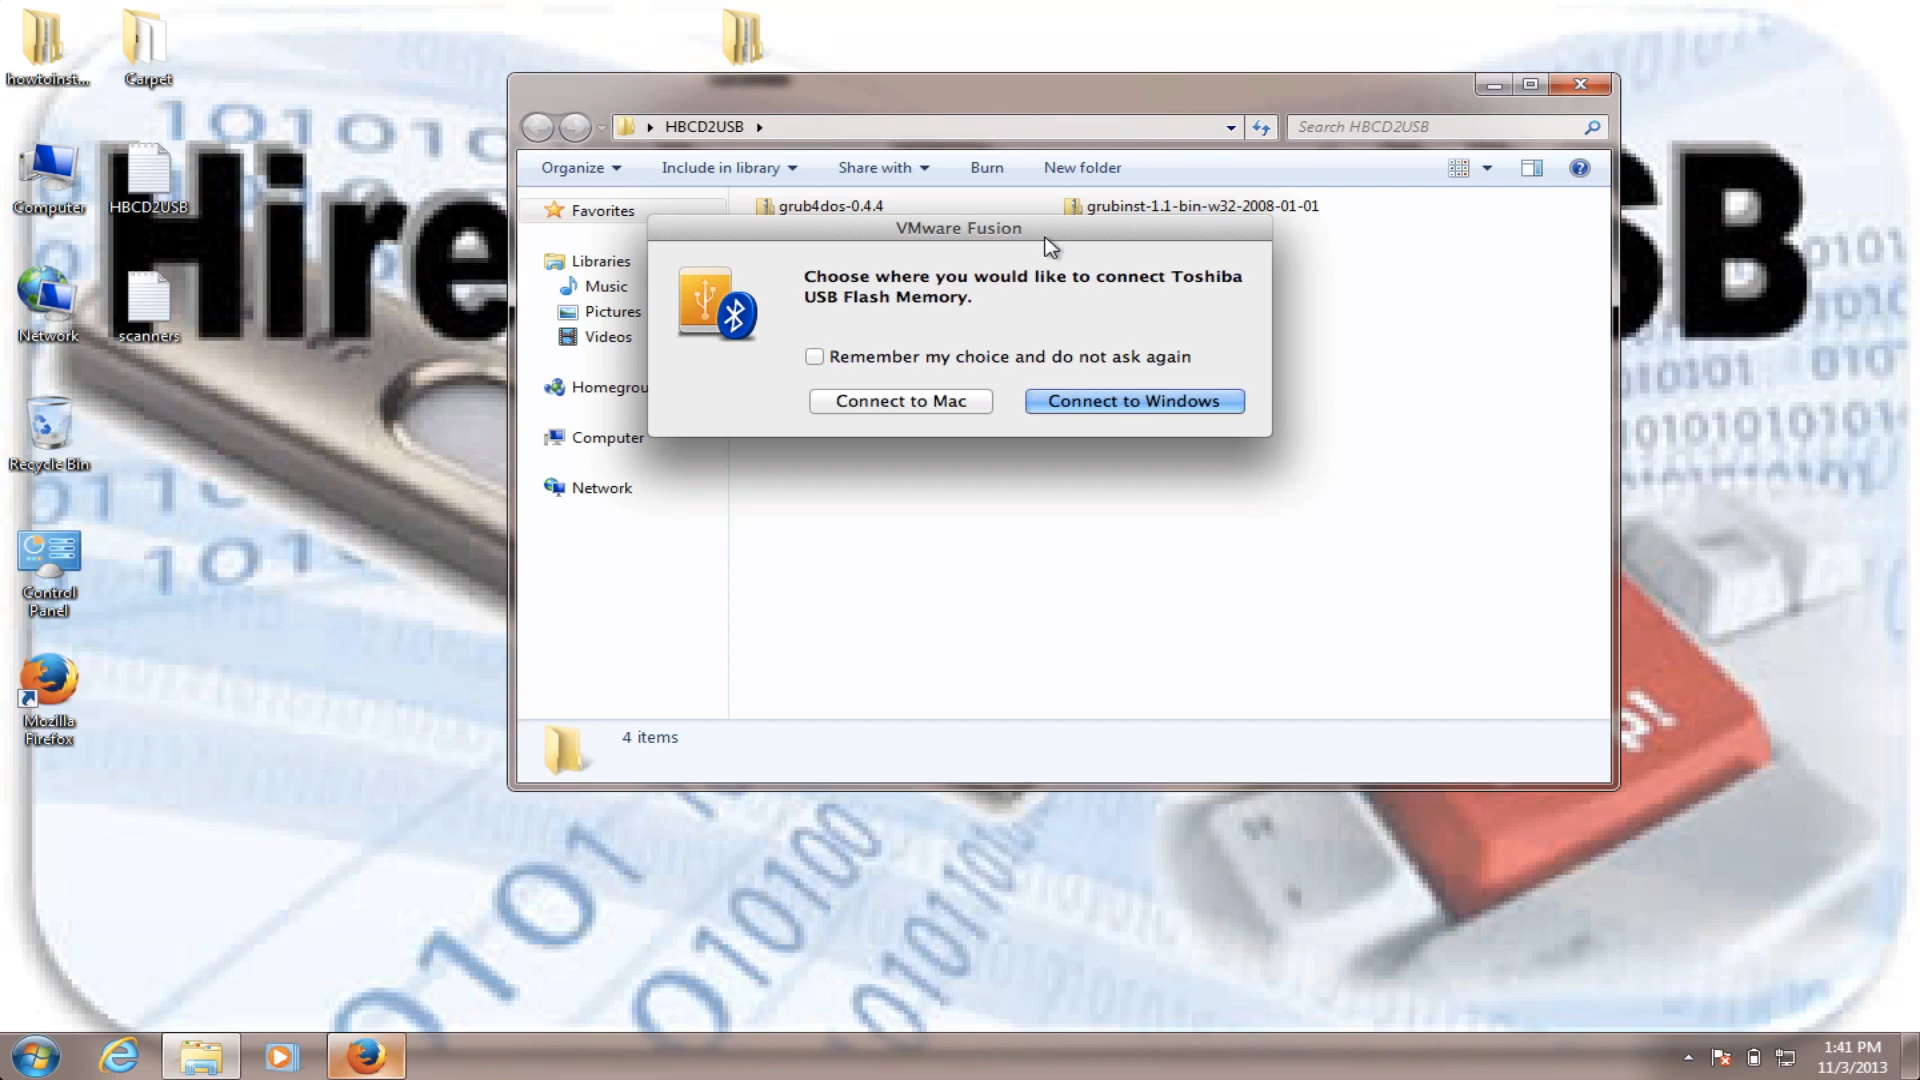 howtoinst...
Carpet
Computer
HBCD2USB
Network
scanners
Recycle Bin
Control
Panel
Mozilla
Firefox
Hire
SB
HBCD2USB
Search HBCD2USB
Organize
Include in library
Share with
Burn
New folder
Favorites
Libraries
Music
Pictures
Videos
Homegrou
Computer
Network
grub4dos-0.4.4
grubinst-1.1-bin-w32-2008-01-01
VMware Fusion
Choose where you would like to connect Toshiba
USB Flash Memory.
Remember my choice and do not ask again
Connect to Mac
Connect to Windows
4 items
1:41 PM
11/3/2013